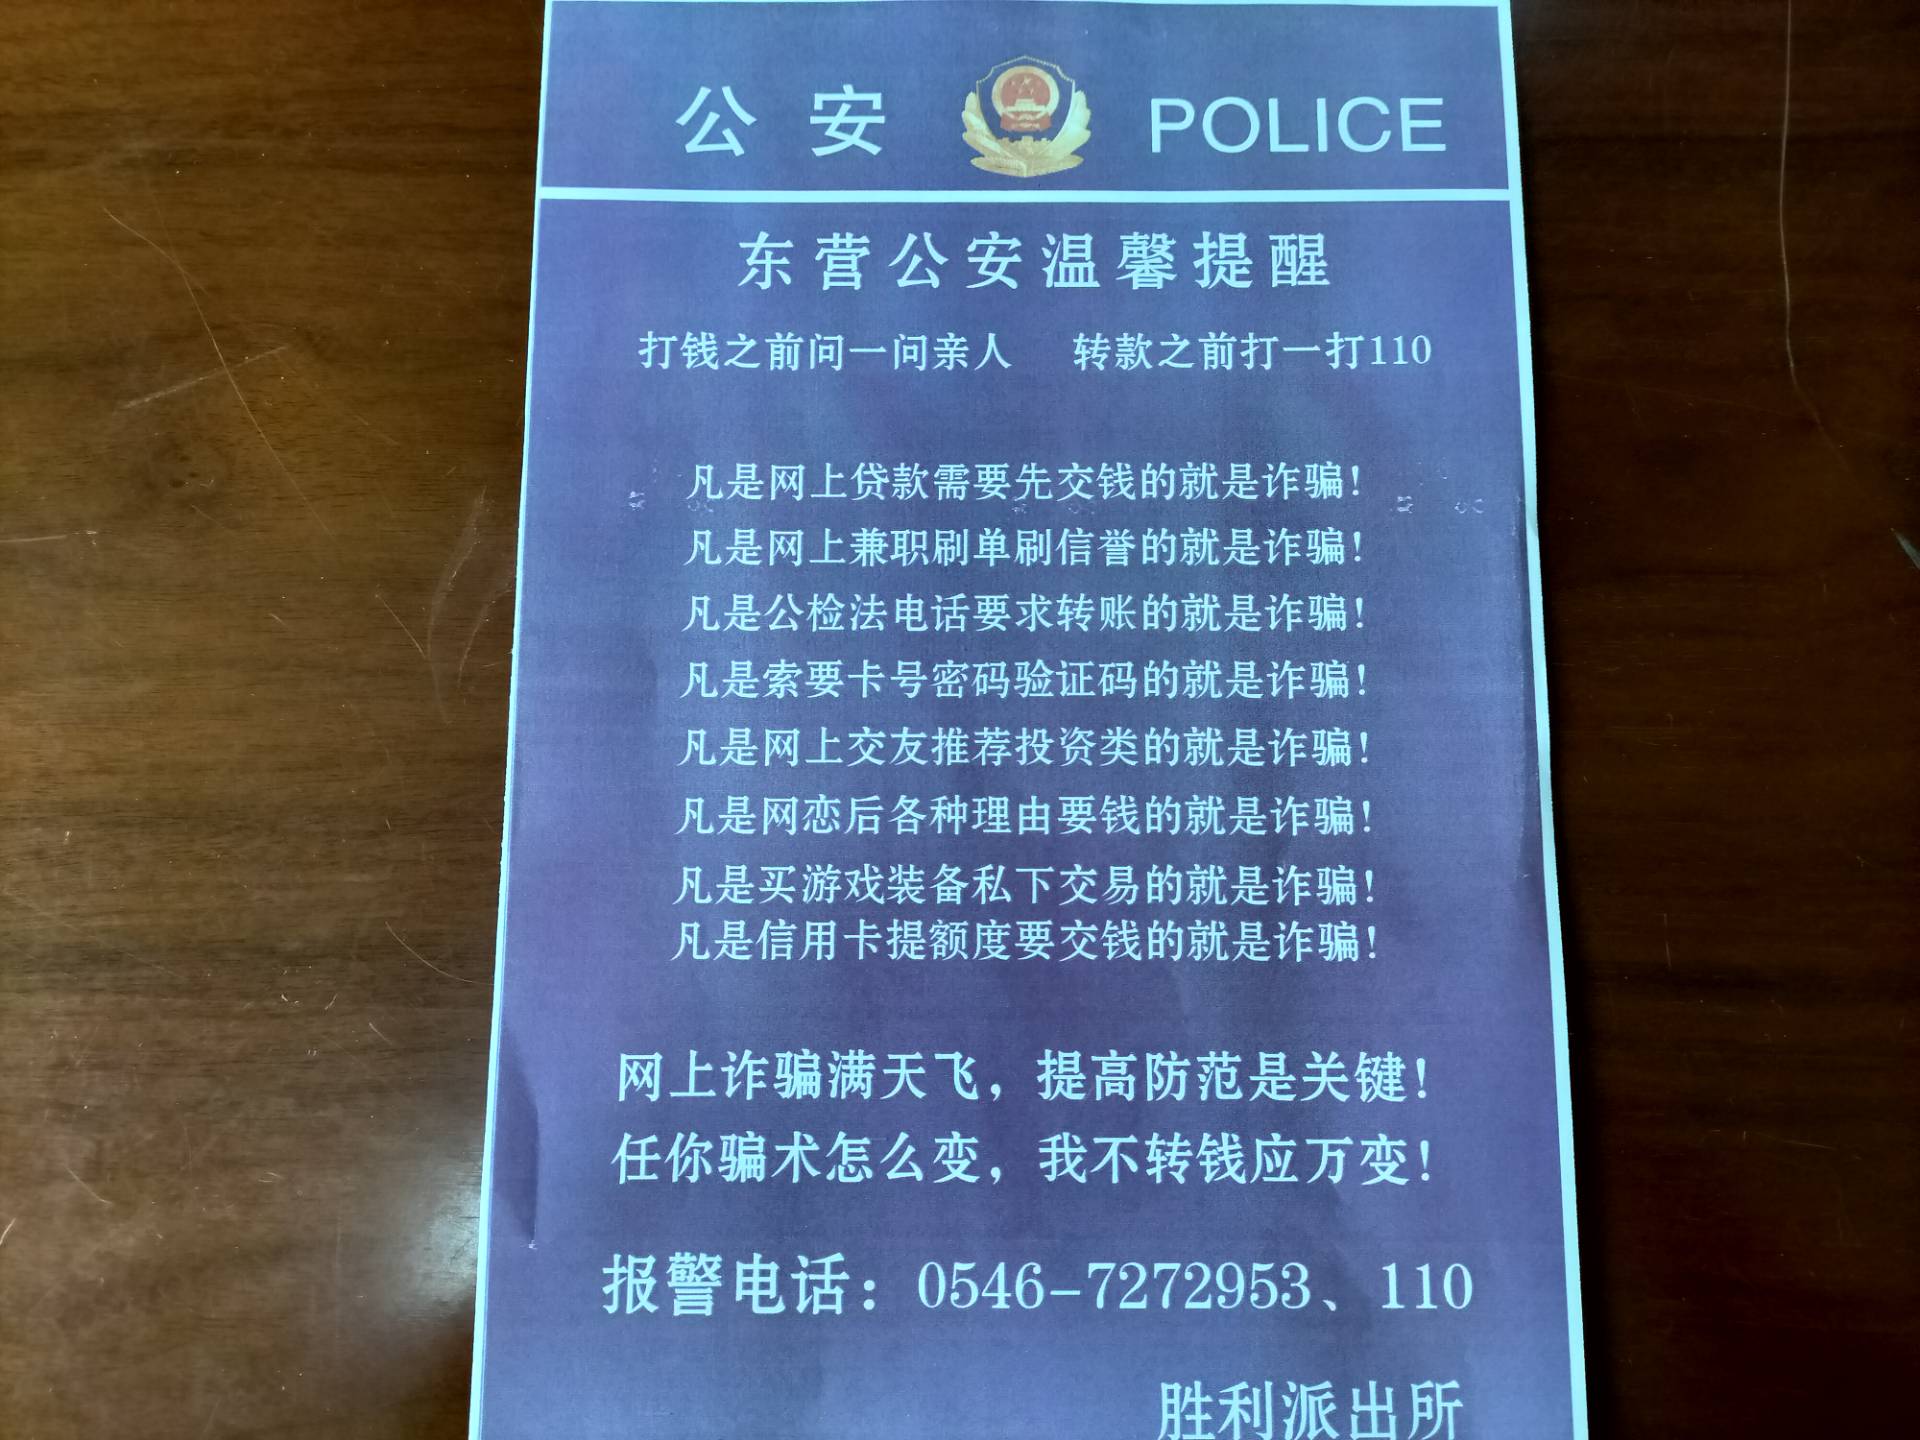 公安 POLICE
东营公安温馨提醒
打钱之前问一问亲人 转款之前打一打110
凡是网上贷款需要先交钱的就是诈骗！
凡是网上兼职刷单刷信誉的就是诈骗！
凡是公检法电话要求转账的就是诈骗！
凡是索要卡号密码验证码的就是诈骗！
凡是网上交友推荐投资类的就是诈骗！
凡是网恋后各种理由要钱的就是诈骗！
凡是买游戏装备私下交易的就是诈骗！
凡是信用卡提额度要交钱的就是诈骗！
网上诈骗满天飞，提高防范是关键！
任你骗术怎么变，我不转钱应万变！
报警电话：0546-7272953、110
胜利派出所